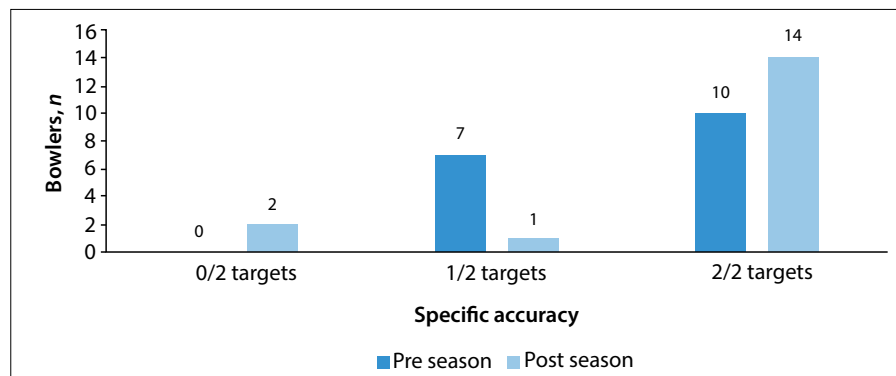 16
14
12
10
8
6
4
2
0
Bowlers, n
0
2
7
1
10
14
0/2 targets
1/2 targets
2/2 targets
Specific accuracy
Pre season
Post season